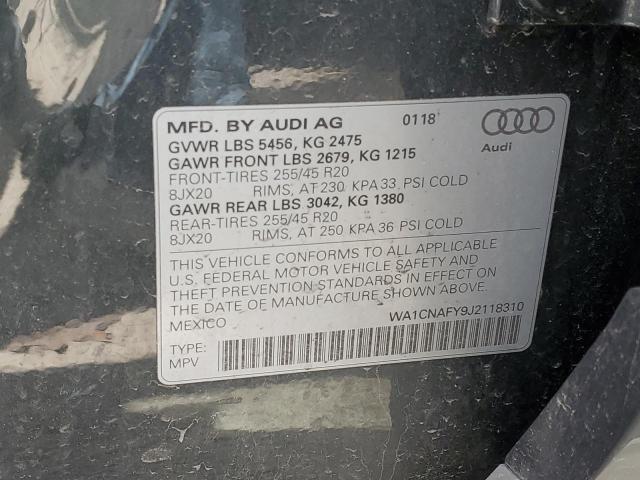 MFD. BY AUDI AG 0118
GVWR LBS 5456, KG 2475
GAWR FRONT LBS 2679, KG 1215
FRONT-TIRES 255/45 R20
8JX20 RIMS, AT 230 KPA 33 PSI COLD
GAWR REAR LBS 3042, KG 1380
REAR-TIRES 255/45 R20
8JX20 RIMS, AT 250 KPA 36 PSI COLD
Audi
THIS VEHICLE CONFORMS TO ALL APPLICABLE
U.S. FEDERAL MOTOR VEHICLE SAFETY AND
THEFT PREVENTION STANDARDS IN EFFECT ON
THE DATE OF MANUFACTURE SHOWN ABOVE.
MEXICO WA1CNAFY9J2118310
TYPE:
MPV